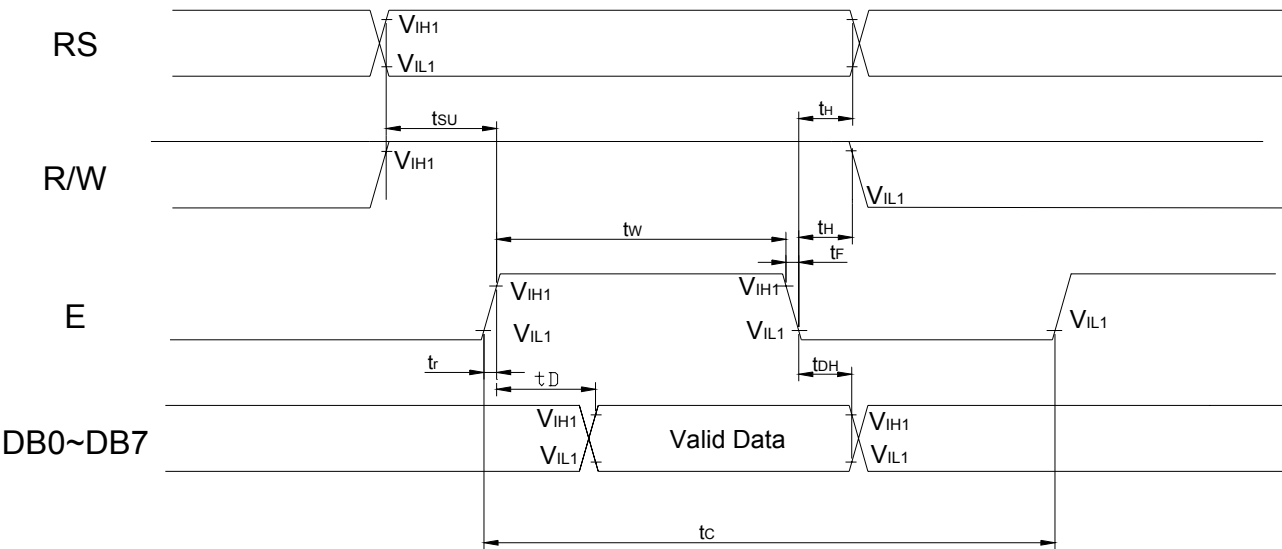 RS
VIH1
VIL1
tSU
tH
R/W
VIH1
VIL1
tW
tH
tF
E
VIH1
VIH1
VIL1
VIL1
VIL1
tr
tD
tDH
DB0~DB7
VIH1
Valid Data
VIH1
VIL1
VIL1
tC